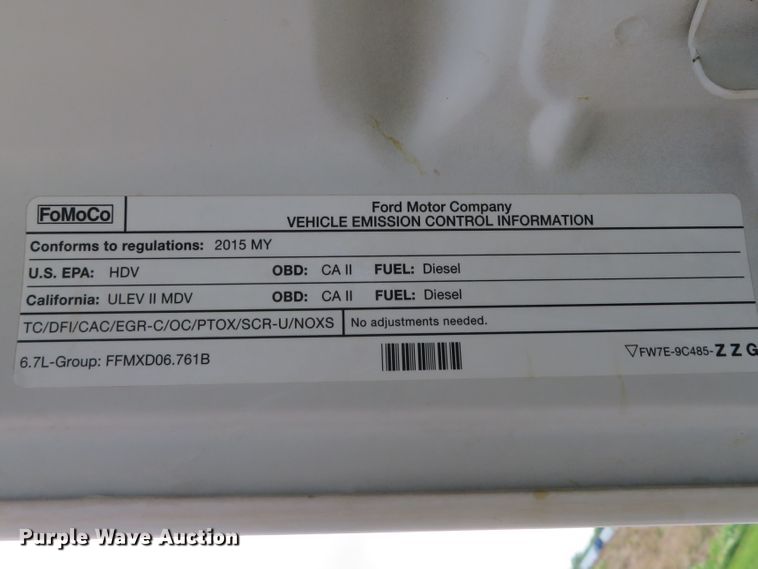 FoMoCo
Ford Motor Company
VEHICLE EMISSION CONTROL INFORMATION
Conforms to regulations: 2015 MY
U.S. EPA: HDV OBD: CA II FUEL: Diesel
California: ULEV II MDV OBD: CA II FUEL: Diesel
TC/DFI/CAC/EGR-C/OC/PTOX/SCR-U/NOXS No adjustments needed.
6.7L-Group: FFMXD06.761B ▽FW7E-9C485-Z Z G
Purple Wave Auction